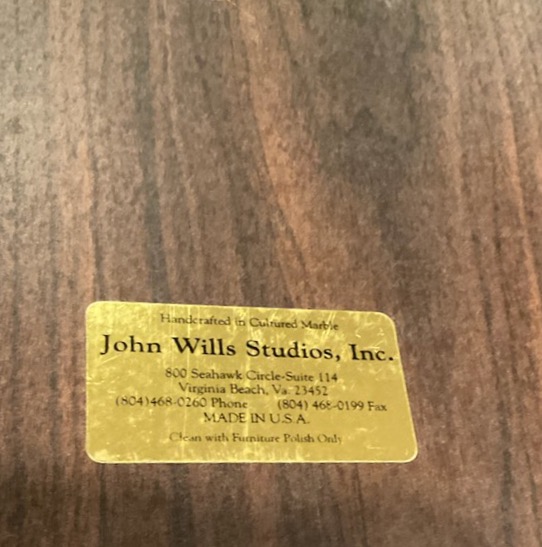 Handcrafted in Cultured Marble
John Wills Studios, Inc.
800 Seahawk Circle-Suite 114
Virginia Beach, Va. 23452
(804)468-0260 Phone (804) 468-0199 Fax
MADE IN U.S.A.
Clean with Furniture Polish Only